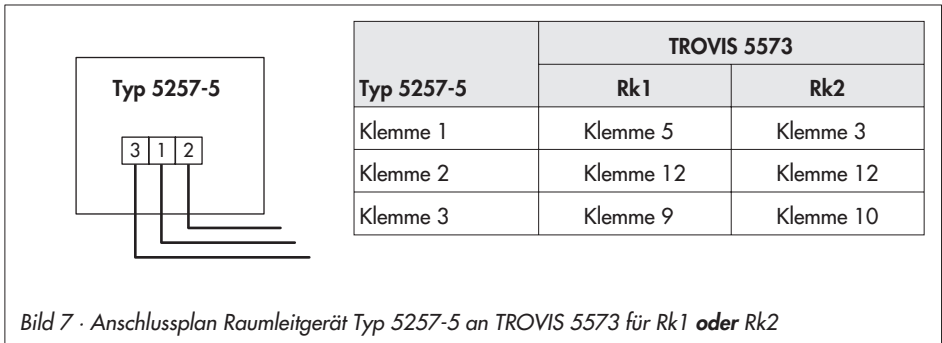 Typ 5257-5
3 1 2
TROVIS 5573
Typ 5257-5 Rk1 Rk2
Klemme 1 Klemme 5 Klemme 3
Klemme 2 Klemme 12 Klemme 12
Klemme 3 Klemme 9 Klemme 10
Bild 7 · Anschlussplan Raumleitgerät Typ 5257-5 an TROVIS 5573 für Rk1 oder Rk2